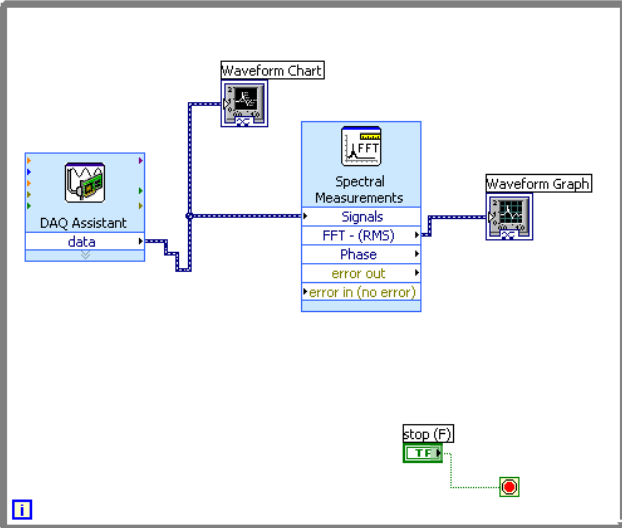 Waveform Chart
FFT
Spectral
Measurements
Waveform Graph
DAQ Assistant
Signals
data
FFT - (RMS)
Phase
error out
error in (no error)
stop (F)
TF
i